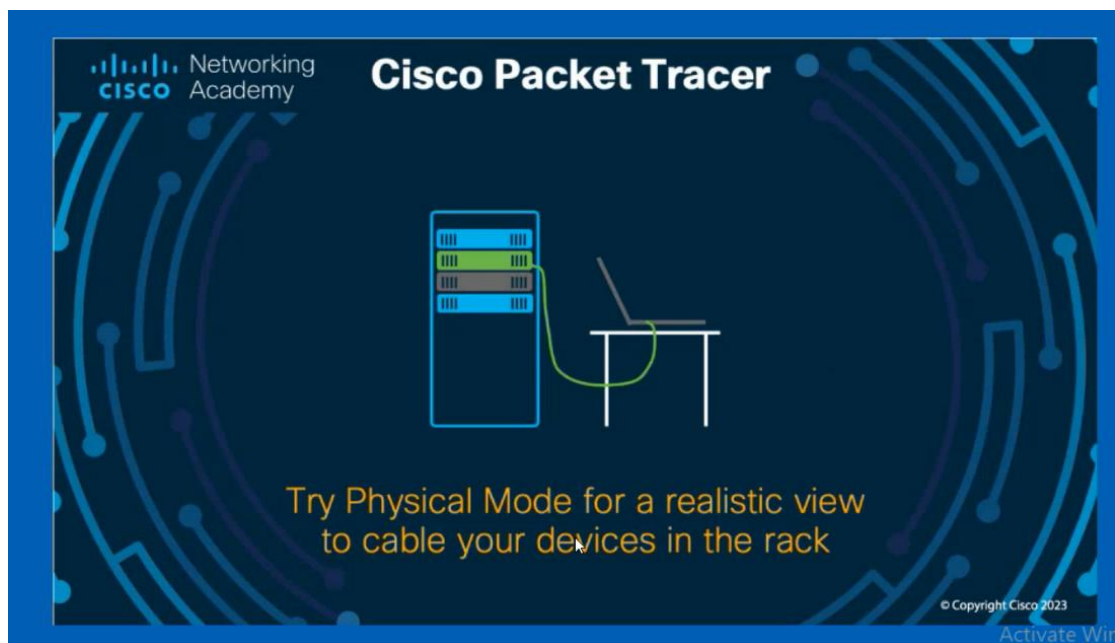 Networking
CISCO Academy
Cisco Packet Tracer
Try Physical Mode for a realistic view
to cable your devices in the rack
© Copyright Cisco 2023
Activate Win